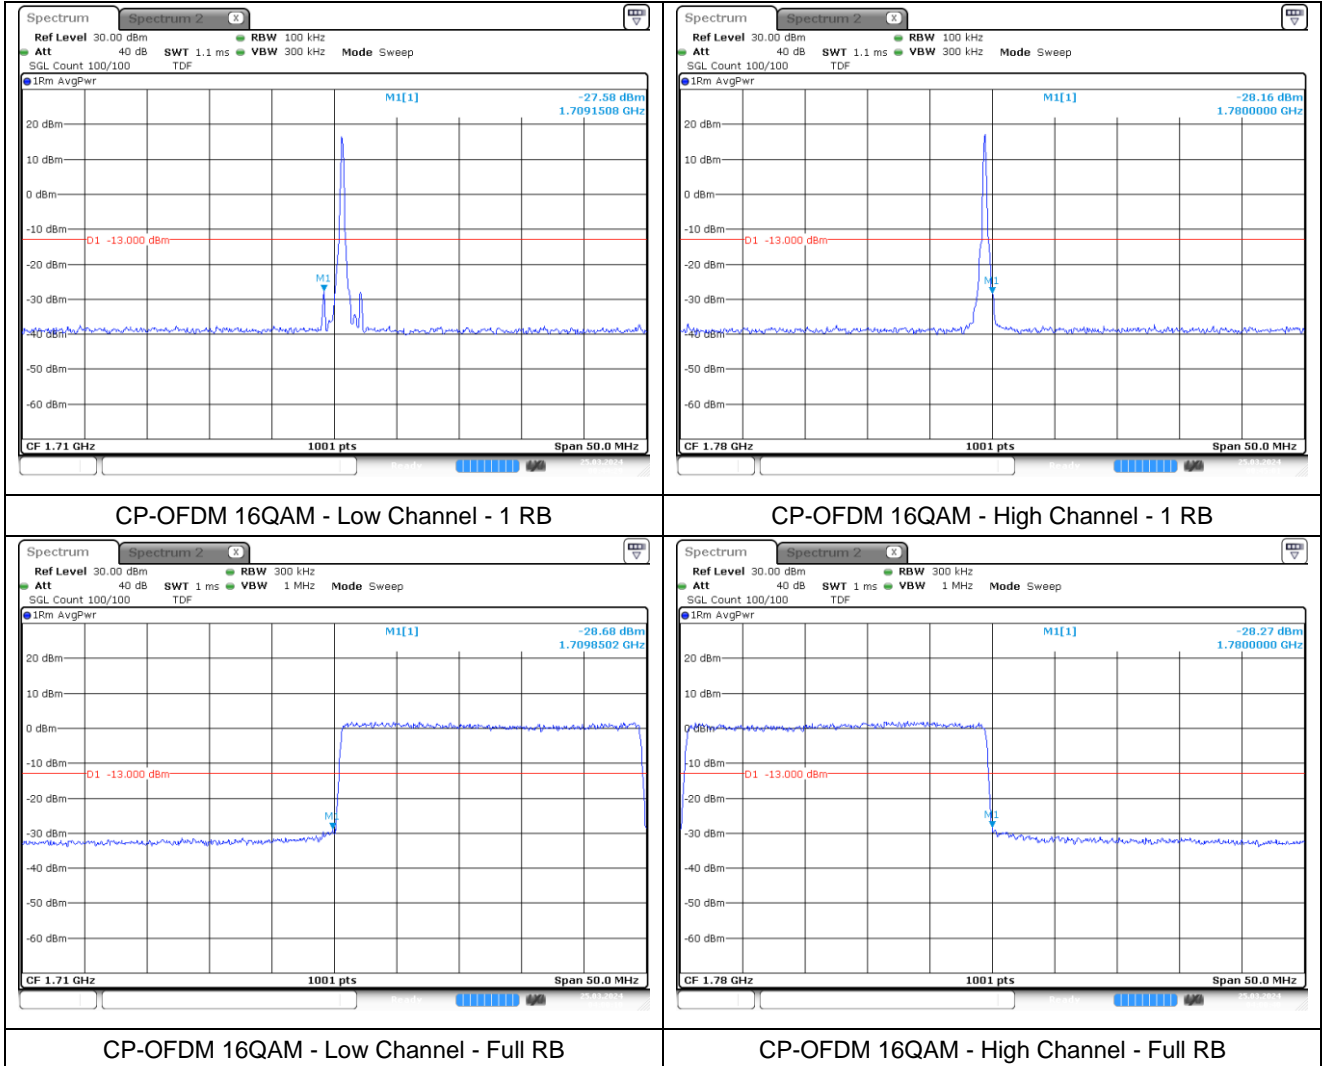 Spectrum Spectrum 2 X
Ref Level 30.00 dBm RBW 100 kHz
Att 40 dB SWT 1.1 ms VBW 300 kHz Mode Sweep
SGL Count 100/100 TDF
1Rm AvgPwr
M1[1] -27.58 dBm
1.7091508 GHz
20 dBm
10 dBm
0 dBm
-10 dBm
D1 -13.000 dBm
-20 dBm
M1
-30 dBm
-40 dBm
-50 dBm
-60 dBm
CF 1.71 GHz 1001 pts Span 50.0 MHz
Ready 25.03.2024
Spectrum Spectrum 2 X
Ref Level 30.00 dBm RBW 100 kHz
Att 40 dB SWT 1.1 ms VBW 300 kHz Mode Sweep
SGL Count 100/100 TDF
1Rm AvgPwr
M1[1] -28.16 dBm
1.7800000 GHz
20 dBm
10 dBm
0 dBm
-10 dBm
D1 -13.000 dBm
-20 dBm
M1
-30 dBm
-40 dBm
-50 dBm
-60 dBm
CF 1.78 GHz 1001 pts Span 50.0 MHz
Ready 25.03.2024
CP-OFDM 16QAM - Low Channel - 1 RB
CP-OFDM 16QAM - High Channel - 1 RB
Spectrum Spectrum 2 X
Ref Level 30.00 dBm RBW 300 kHz
Att 40 dB SWT 1 ms VBW 1 MHz Mode Sweep
SGL Count 100/100 TDF
1Rm AvgPwr
M1[1] -28.68 dBm
1.7098502 GHz
20 dBm
10 dBm
0 dBm
-10 dBm
D1 -13.000 dBm
-20 dBm
M1
-30 dBm
-40 dBm
-50 dBm
-60 dBm
CF 1.71 GHz 1001 pts Span 50.0 MHz
Ready 25.03.2024
Spectrum Spectrum 2 X
Ref Level 30.00 dBm RBW 300 kHz
Att 40 dB SWT 1 ms VBW 1 MHz Mode Sweep
SGL Count 100/100 TDF
1Rm AvgPwr
M1[1] -28.27 dBm
1.7800000 GHz
20 dBm
10 dBm
0 dBm
-10 dBm
D1 -13.000 dBm
-20 dBm
M1
-30 dBm
-40 dBm
-50 dBm
-60 dBm
CF 1.78 GHz 1001 pts Span 50.0 MHz
Ready 25.03.2024
CP-OFDM 16QAM - Low Channel - Full RB
CP-OFDM 16QAM - High Channel - Full RB